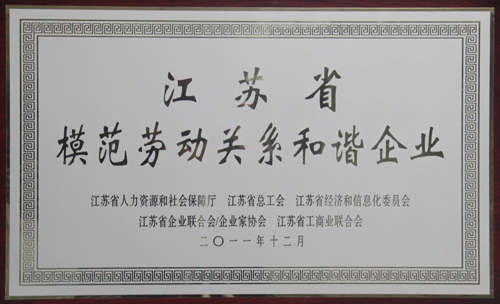 江苏省
模范劳动关系和谐企业
江苏省人力资源和社会保障厅 江苏省总工会 江苏省经济和信息化委员会
江苏省企业联合会/企业家协会 江苏省工商业联合会
二〇一一年十二月